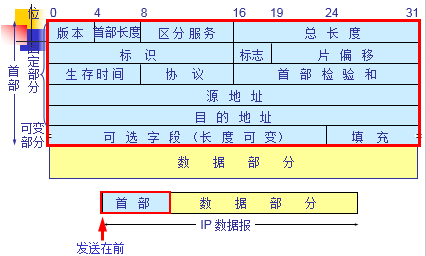 位 0 4 8 16 19 24 31
版本 首部长度 区分服务 总长度
标识 标志 片偏移
生存时间 协议 首部检验和
源地址
目的地址
可选字段（长度可变） 填充
数据部分
首部
固定部分
可变部分
首部 数据部分
IP 数据报
发送在前